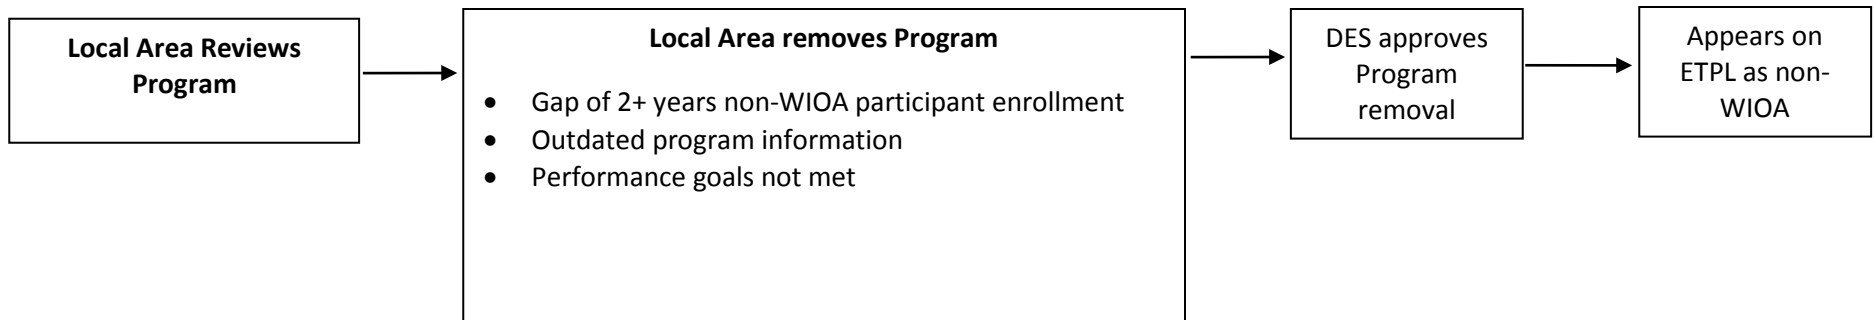 Local Area Reviews
Program
Local Area removes Program
• Gap of 2+ years non-WIOA participant enrollment
• Outdated program information
• Performance goals not met
DES approves
Program
removal
Appears on
ETPL as non-
WIOA